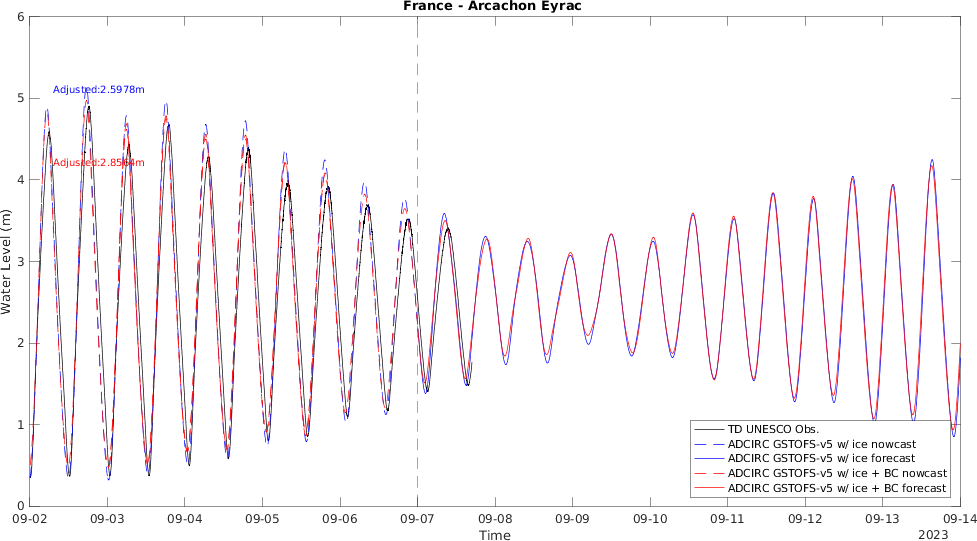 France - Arcachon Eyrac
6
5
4
3
2
1
0
Water Level (m)
Adjusted:2.5978m
Adjusted:2.8564m
TD UNESCO Obs.
ADCIRC GSTOFS-v5 w/ ice nowcast
ADCIRC GSTOFS-v5 w/ ice forecast
ADCIRC GSTOFS-v5 w/ ice + BC nowcast
ADCIRC GSTOFS-v5 w/ ice + BC forecast
09-02 09-03 09-04 09-05 09-06 09-07 09-08 09-09 09-10 09-11 09-12 09-13 09-14
Time
2023